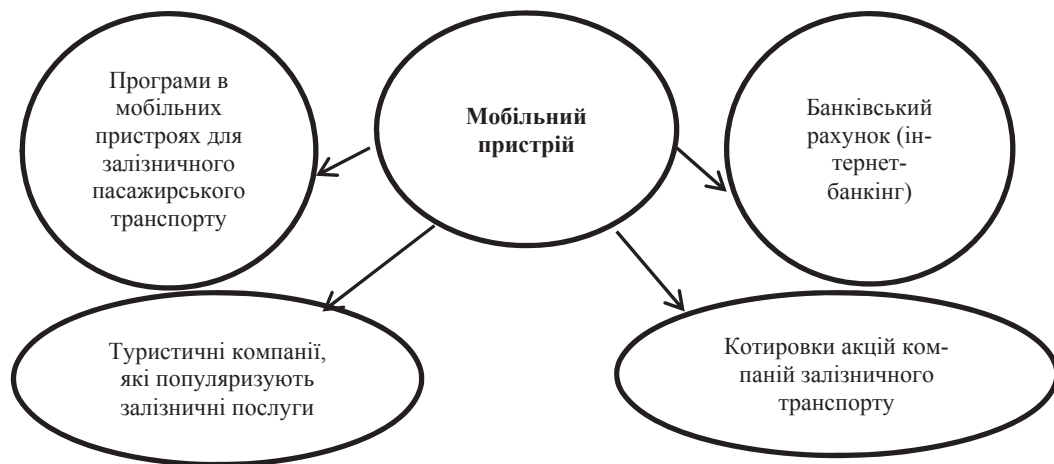 Програми в
мобільних
пристроях для
залізничного
пасажирського
транспорту
Мобільний
пристрій
Банківський
рахунок (ін-
тернет-
банкінг)
Туристичні компанії,
які популяризують
залізничні послуги
Котировки акцій ком-
паній залізничного
транспорту